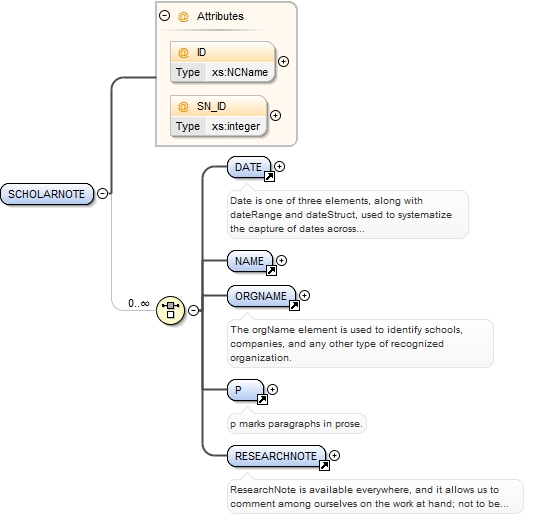 Attributes
@ ID
Type xs:NCName
@ SN_ID
Type xs:integer
SCHOLARNOTE
0..∞
DATE
Date is one of three elements, along with
dateRange and dateStruct, used to systematize
the capture of dates across...
NAME
ORGNAME
The orgName element is used to identify schools,
companies, and any other type of recognized
organization.
P
p marks paragraphs in prose.
RESEARCHNOTE
ResearchNote is available everywhere, and it allows us to
comment among ourselves on the work at hand; not to be...